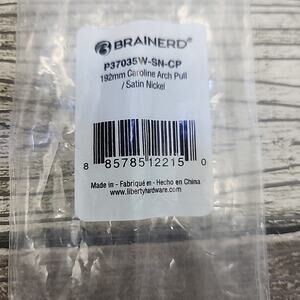 BRAINERD®
P37035W-SN-CP
192mm Caroline Arch Pull
/ Satin Nickel
8 85785 12215 0
Made in - Fabriqué en - Hecho en China
www.libertyhardware.com